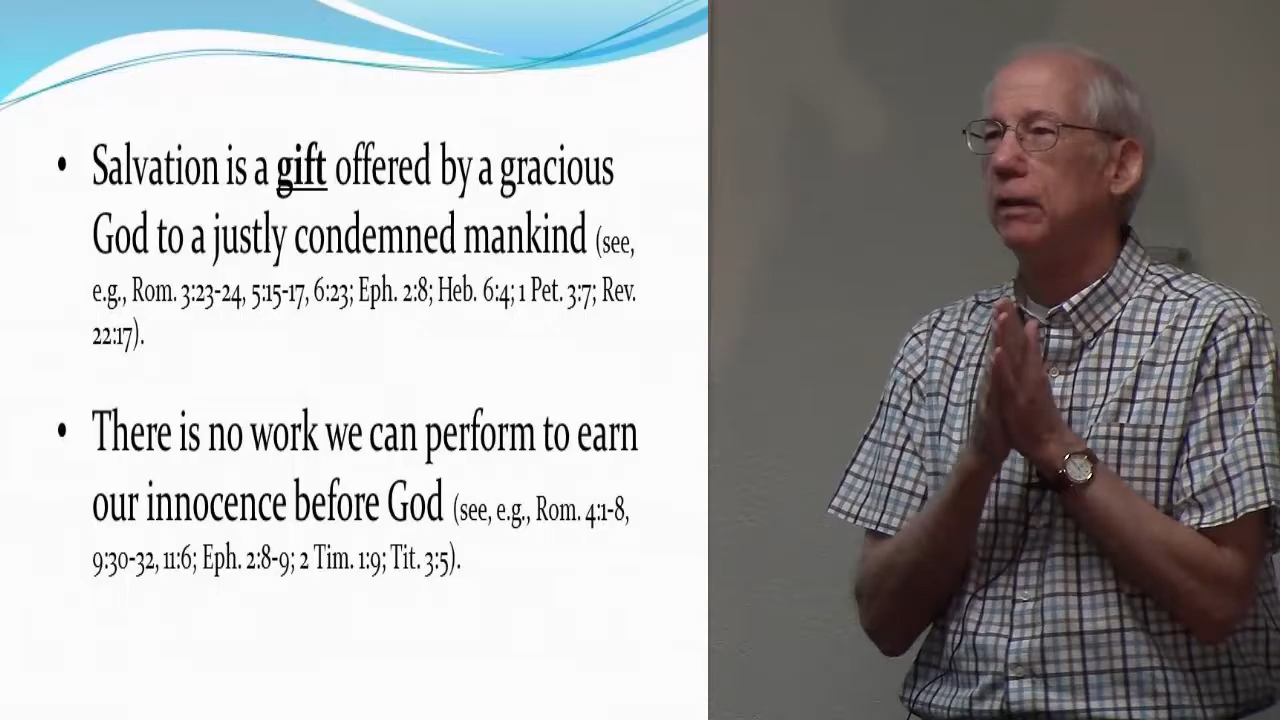 • Salvation is a gift offered by a gracious
God to a justly condemned mankind (see,
e.g., Rom. 3:23-24, 5:15-17, 6:23; Eph. 2:8; Heb. 6:4; 1 Pet. 3:7; Rev.
22:17).
• There is no work we can perform to earn
our innocence before God (see, e.g., Rom. 4:1-8,
9:30-32, 11:6; Eph. 2:8-9; 2 Tim. 1:9; Tit. 3:5).